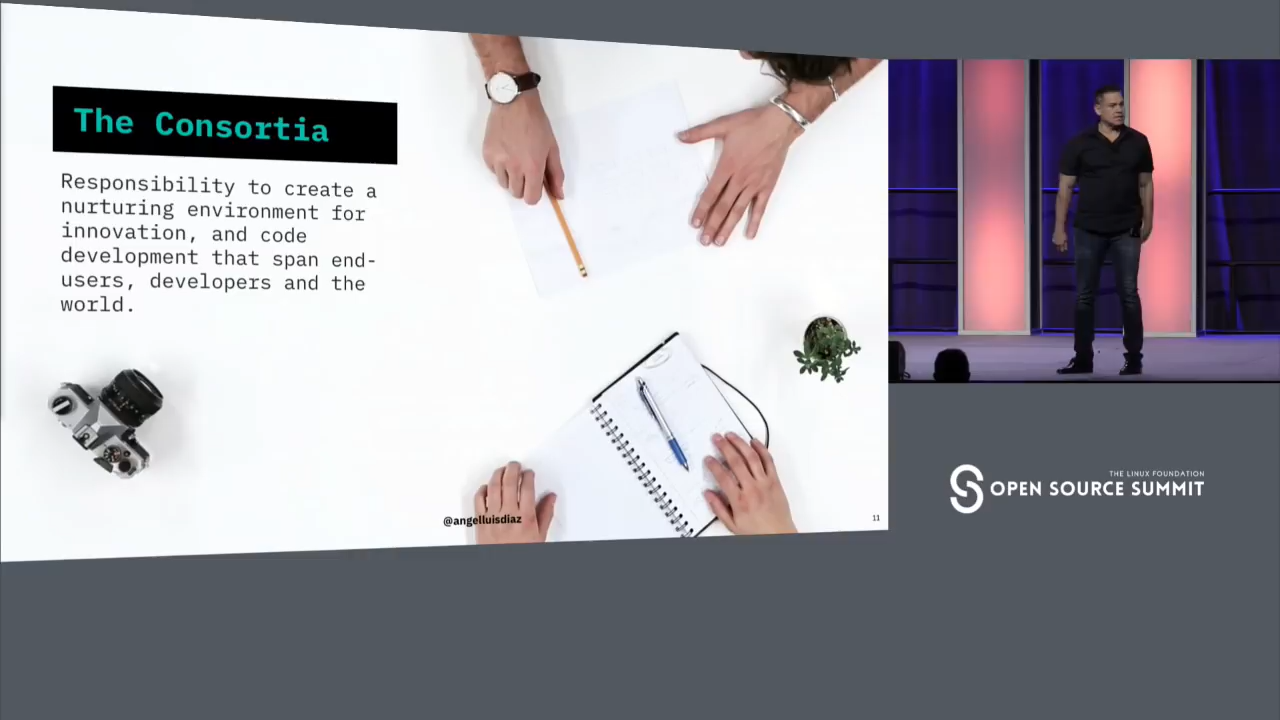 The Consortia
Responsibility to create a
nurturing environment for
innovation, and code
development that span end-
users, developers and the
world.
@angelluisdiaz
11
THE LINUX FOUNDATION
OPEN SOURCE SUMMIT